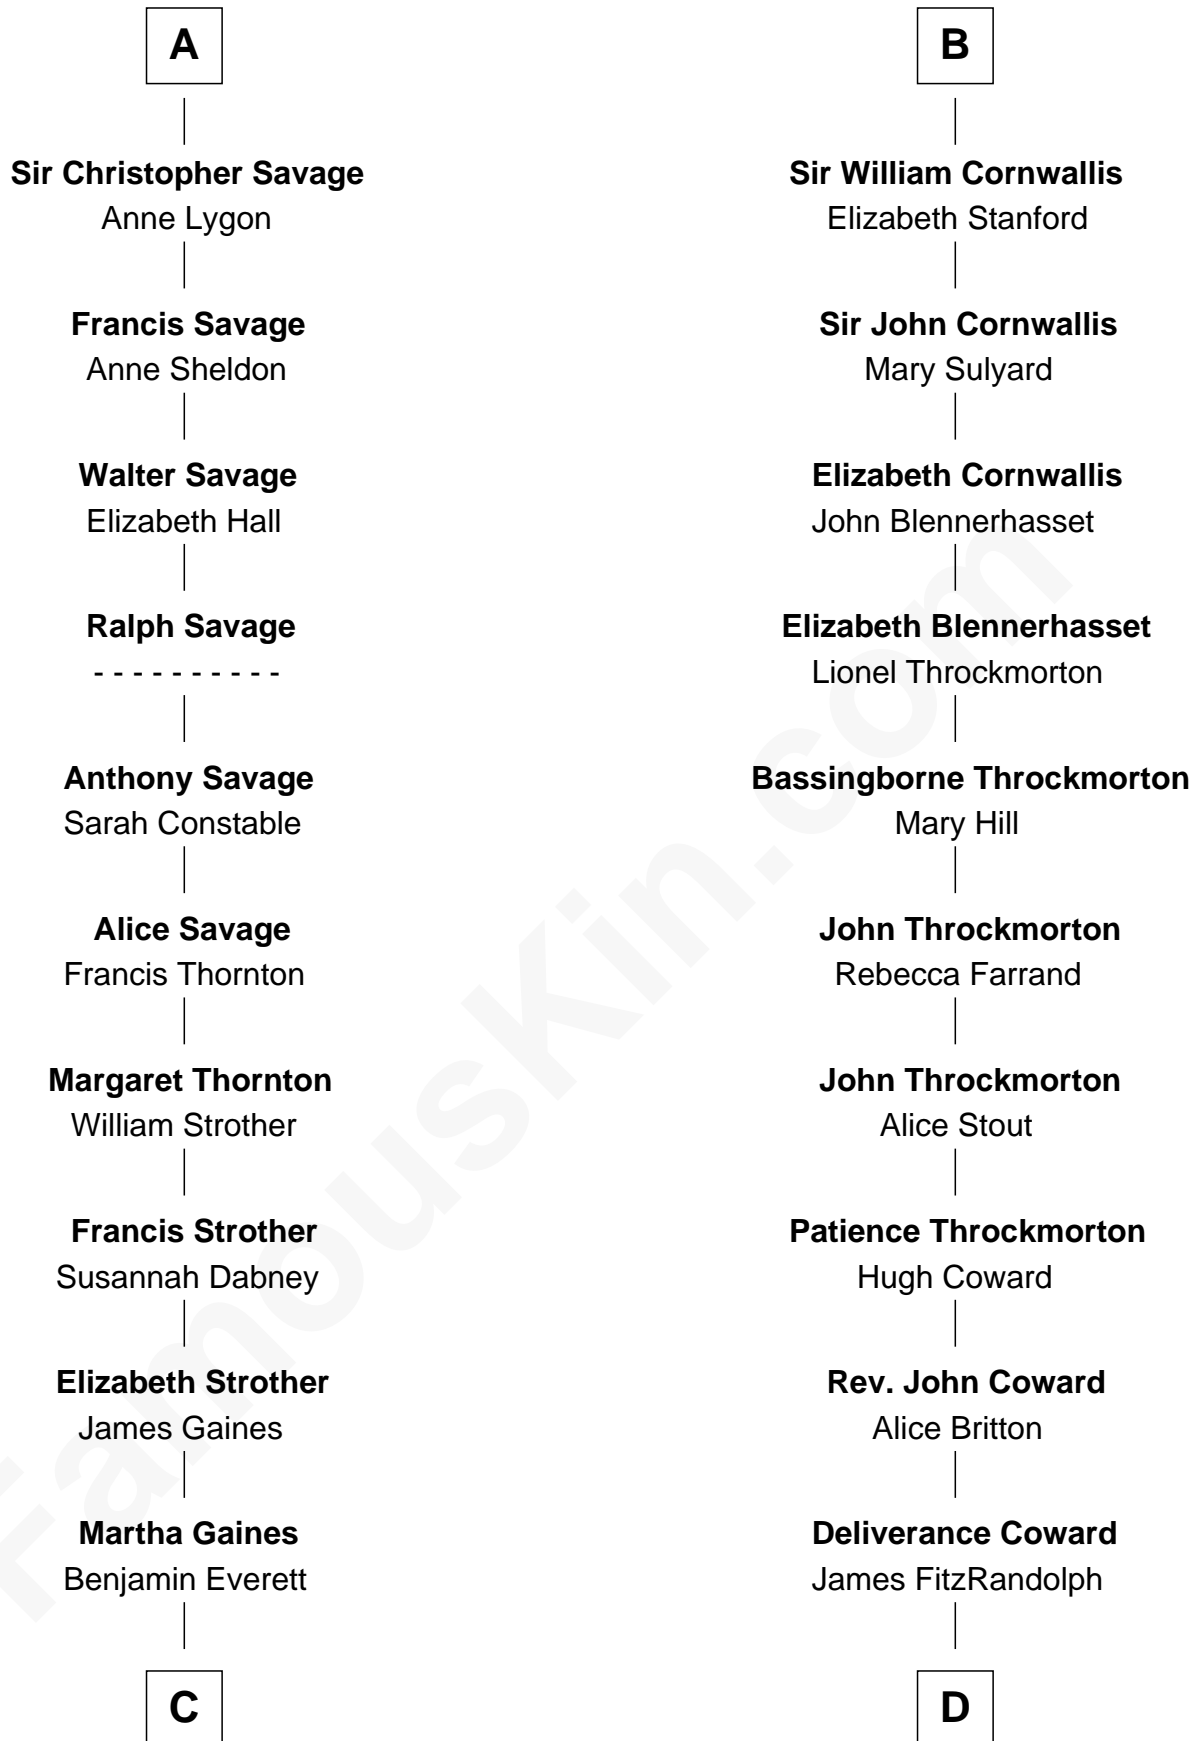 A
Sir Christopher Savage
Anne Lygon
Francis Savage
Anne Sheldon
Walter Savage
Elizabeth Hall
Ralph Savage
- - - - - - - - - -
Anthony Savage
Sarah Constable
Alice Savage
Francis Thornton
Margaret Thornton
William Strother
Francis Strother
Susannah Dabney
Elizabeth Strother
James Gaines
Martha Gaines
Benjamin Everett
C
B
Sir William Cornwallis
Elizabeth Stanford
Sir John Cornwallis
Mary Sulyard
Elizabeth Cornwallis
John Blennerhasset
Elizabeth Blennerhasset
Lionel Throckmorton
Bassingborne Throckmorton
Mary Hill
John Throckmorton
Rebecca Farrand
John Throckmorton
Alice Stout
Patience Throckmorton
Hugh Coward
Rev. John Coward
Alice Britton
Deliverance Coward
James FitzRandolph
D
FamousKin.com